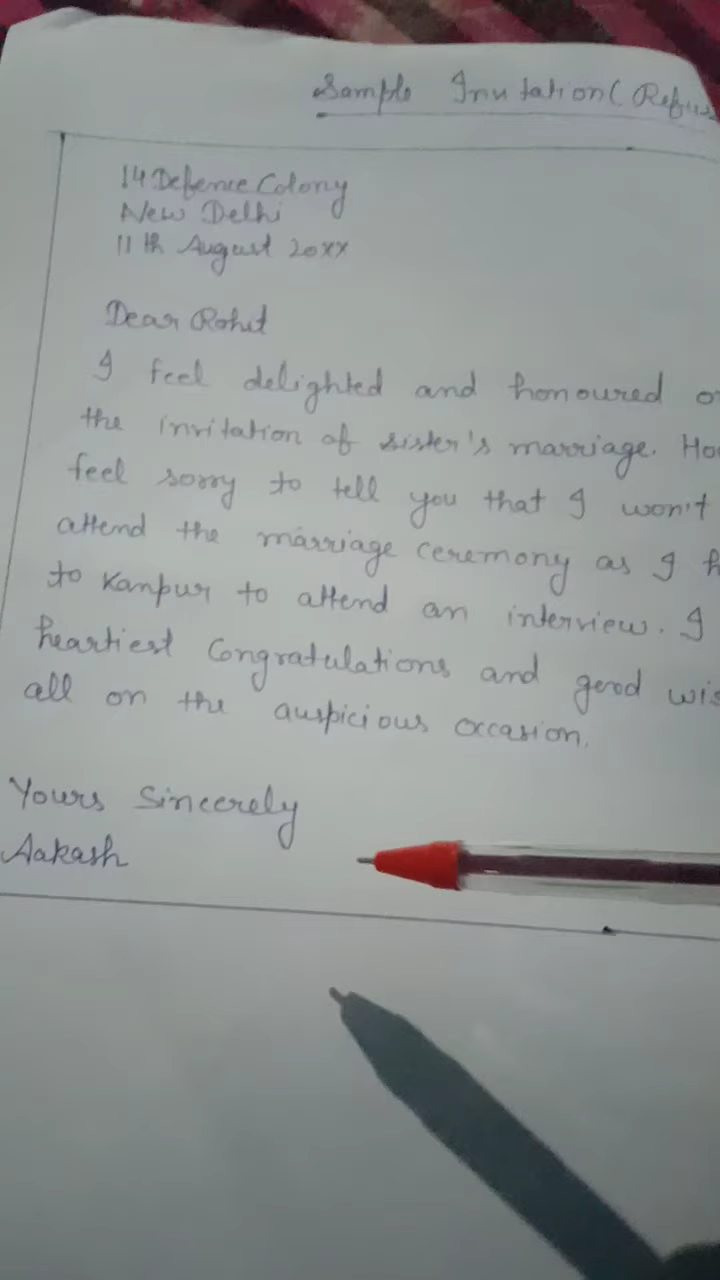 Sample Invitation (Refus
14 Defence Colony
New Delhi
11 th August 20xx
Dear Rohit
I feel delighted and honoured
the invitation of sister's marriage.
feel sorry to tell you that I won't
attend the marriage ceremony as I
to Kanpur to attend an interview. I
heartiest Congratulations and good wis
all on the auspicious occasion.
Yours Sincerely
Aakash